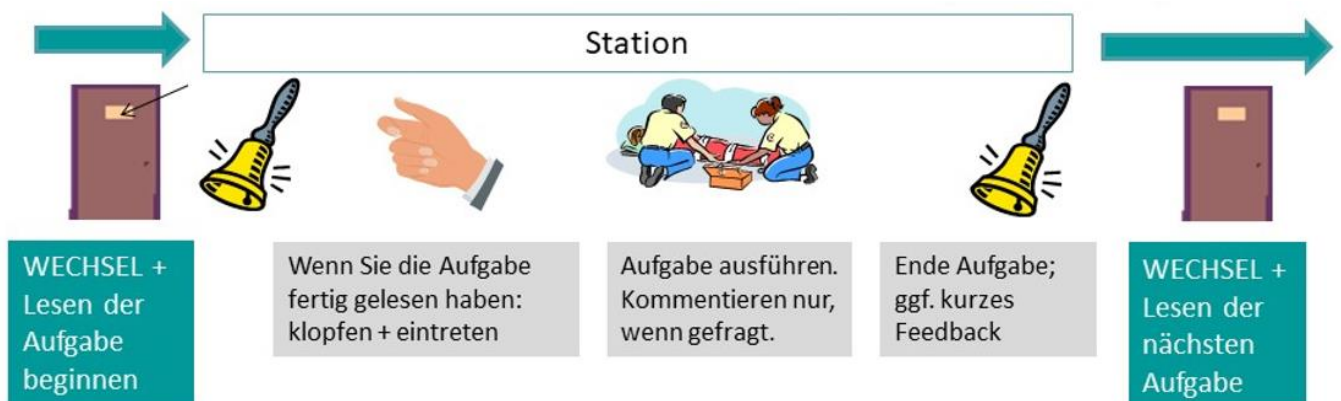 Station
WECHSEL +
Lesen der
Aufgabe
beginnen
Wenn Sie die Aufgabe
fertig gelesen haben:
klopfen + eintreten
Aufgabe ausführen.
Kommentieren nur,
wenn gefragt.
Ende Aufgabe;
ggf. kurzes
Feedback
WECHSEL +
Lesen der
nächsten
Aufgabe